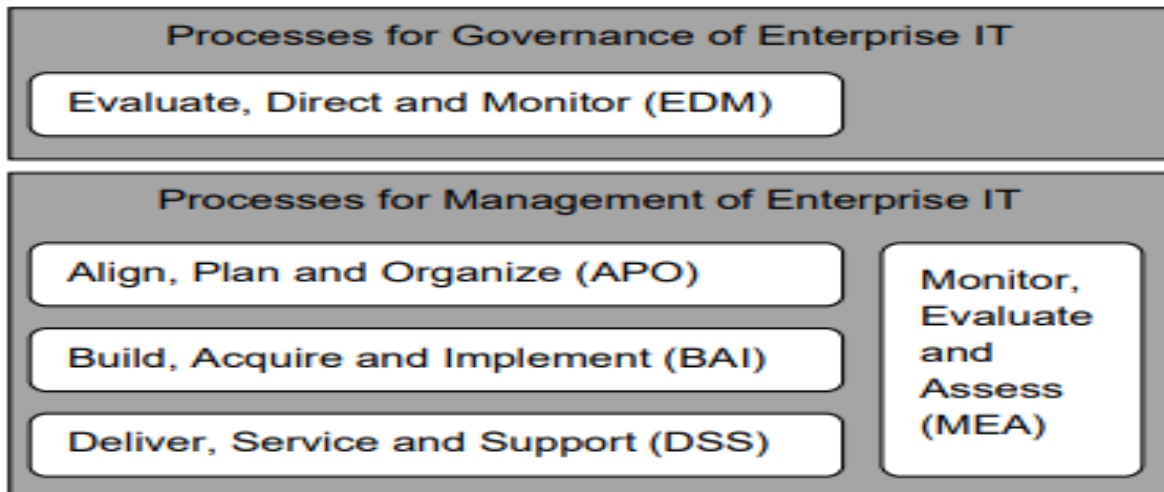 Processes for Governance of Enterprise IT
Evaluate, Direct and Monitor (EDM)
Processes for Management of Enterprise IT
Align, Plan and Organize (APO)
Build, Acquire and Implement (BAI)
Deliver, Service and Support (DSS)
Monitor,
Evaluate
and
Assess
(MEA)